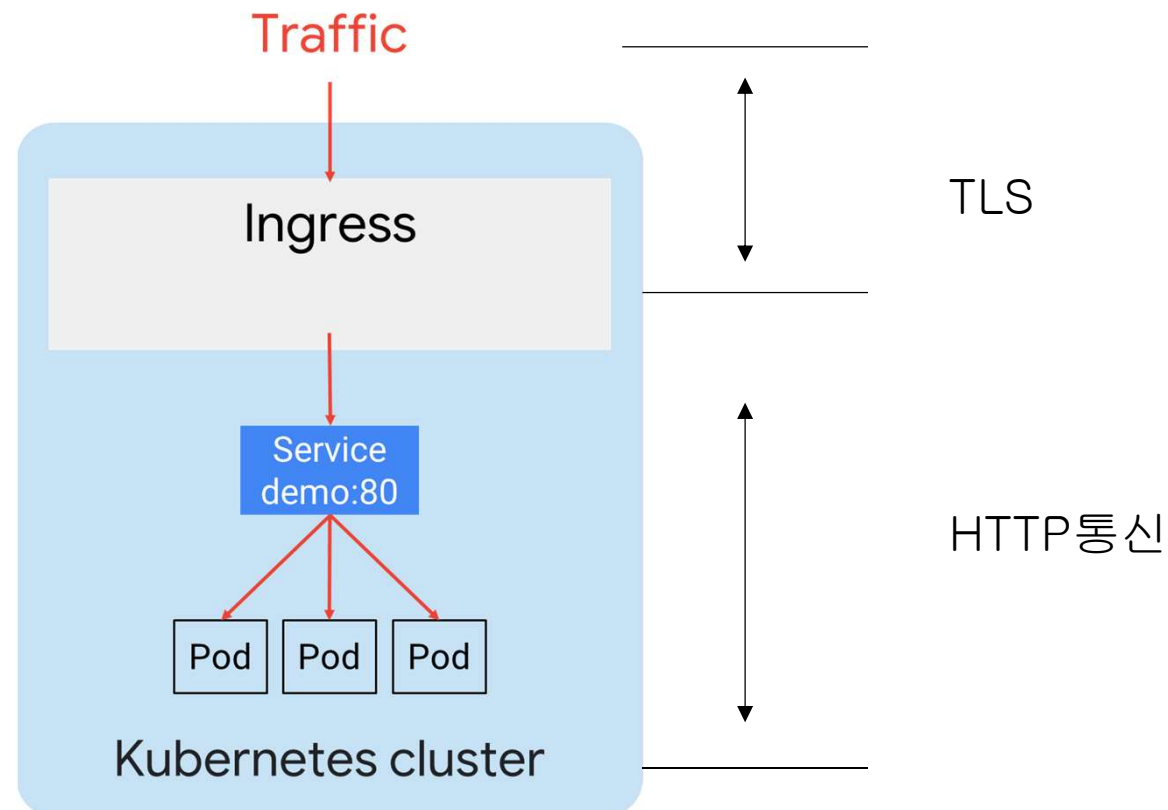 Traffic
TLS
Ingress
Service
demo:80
HTTP통신
Pod
Pod
Pod
Kubernetes cluster